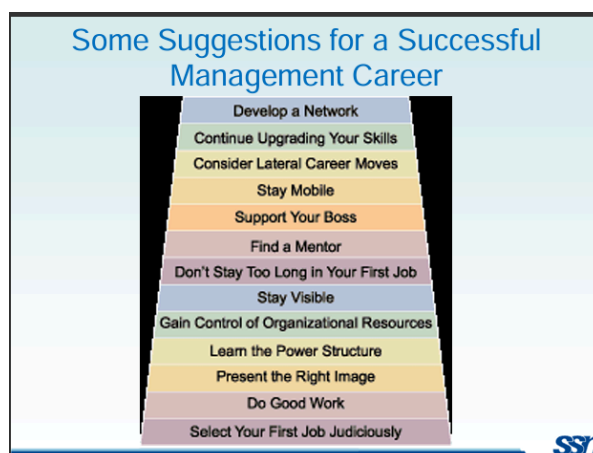 Some Suggestions for a Successful
Management Career
Develop a Network
Continue Upgrading Your Skills
Consider Lateral Career Moves
Stay Mobile
Support Your Boss
Find a Mentor
Don't Stay Too Long in Your First Job
Stay Visible
Gain Control of Organizational Resources
Learn the Power Structure
Present the Right Image
Do Good Work
Select Your First Job Judiciously